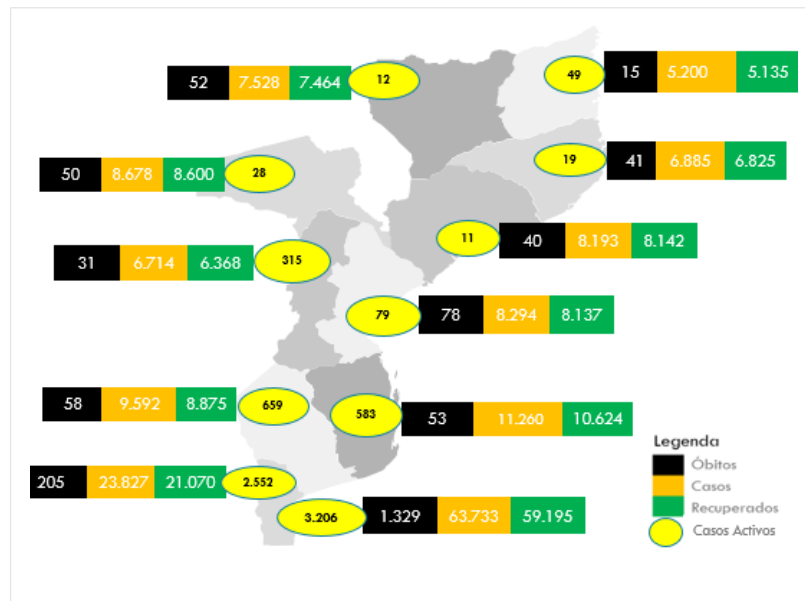 52 7.528 7.464 12
49 15 5.200 5.135
50 8.678 8.600 28
19 41 6.885 6.825
31 6.714 6.368 315
11 40 8.193 8.142
79 78 8.294 8.137
58 9.592 8.875 659
583 53 11.260 10.624
205 23.827 21.070 2.552
3.206 1.329 63.733 59.195
Legenda
Óbitos
Casos
Recuperados
Casos Activos